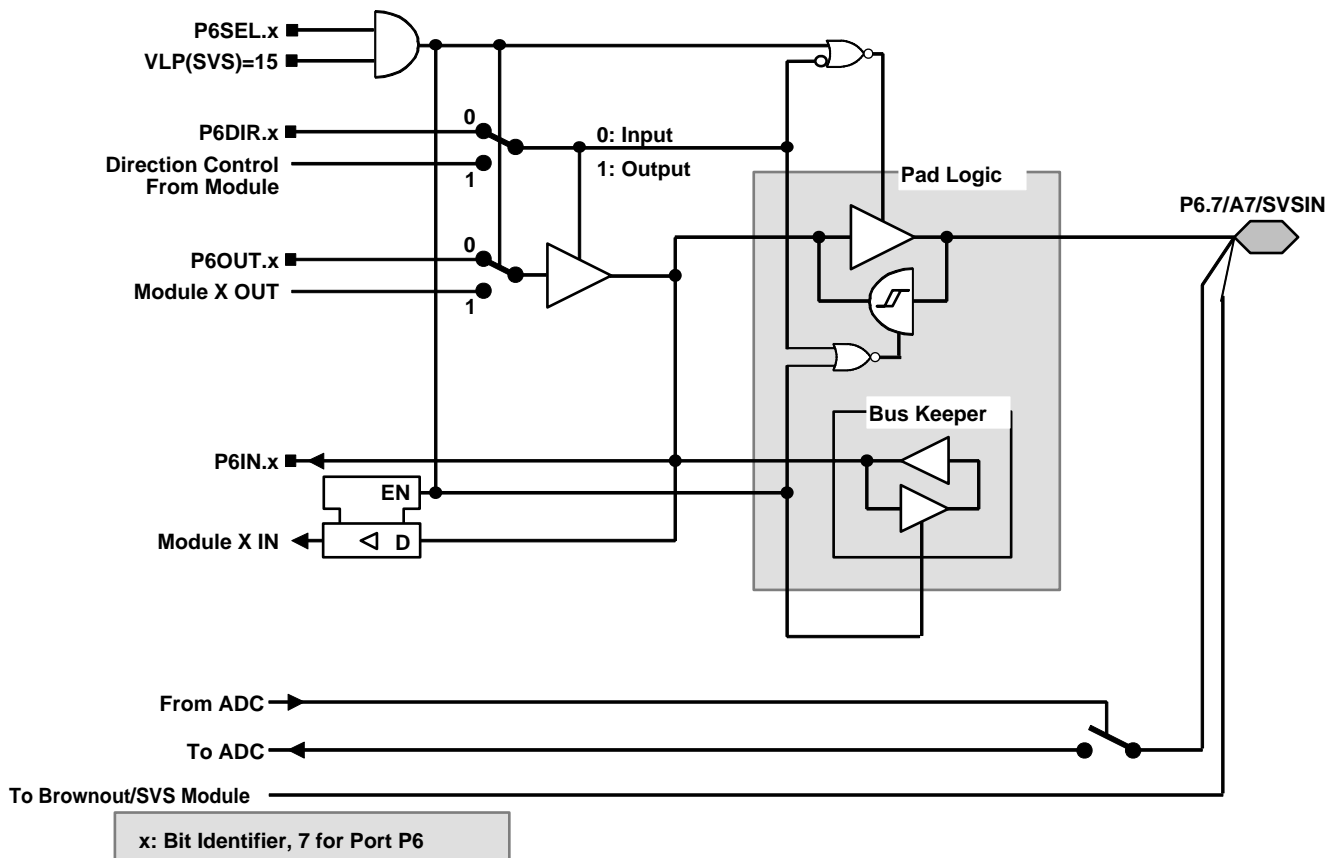 P6SEL.x
VLP(SVS)=15
P6DIR.x
0
0: Input
Direction Control
From Module
1
1: Output
Pad Logic
P6.7/A7/SVSIN
P6OUT.x
0
Module X OUT
1
Bus Keeper
P6IN.x
EN
Module X IN
D
From ADC
To ADC
To Brownout/SVS Module
x: Bit Identifier, 7 for Port P6